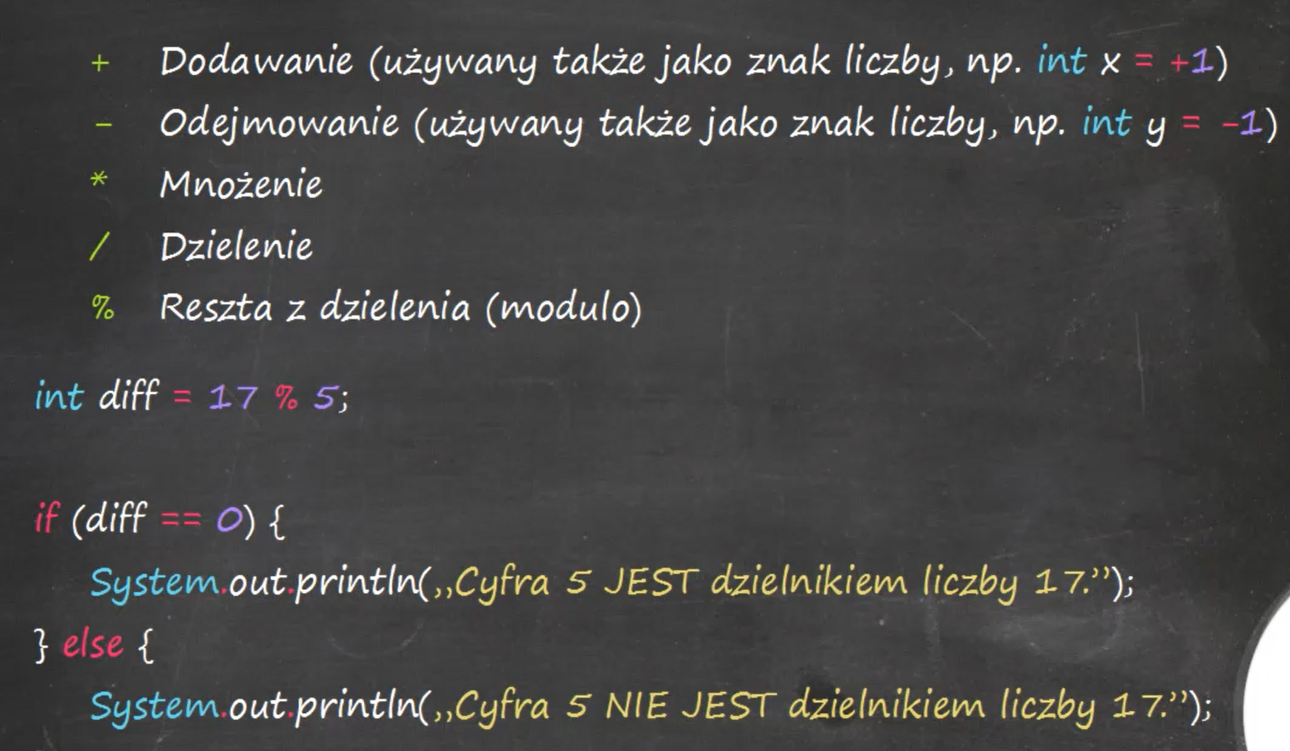 + Dodawanie (używany także jako znak liczby, np. int x = +1)
- Odejmowanie (używany także jako znak liczby, np. int y = -1)
* Mnożenie
/ Dzielenie
% Reszta z dzielenia (modulo)
int diff = 17 % 5;
if (diff == 0) {
System.out.println(„Cyfra 5 JEST dzielnikiem liczby 17.”);
} else {
System.out.println(„Cyfra 5 NIE JEST dzielnikiem liczby 17.”);